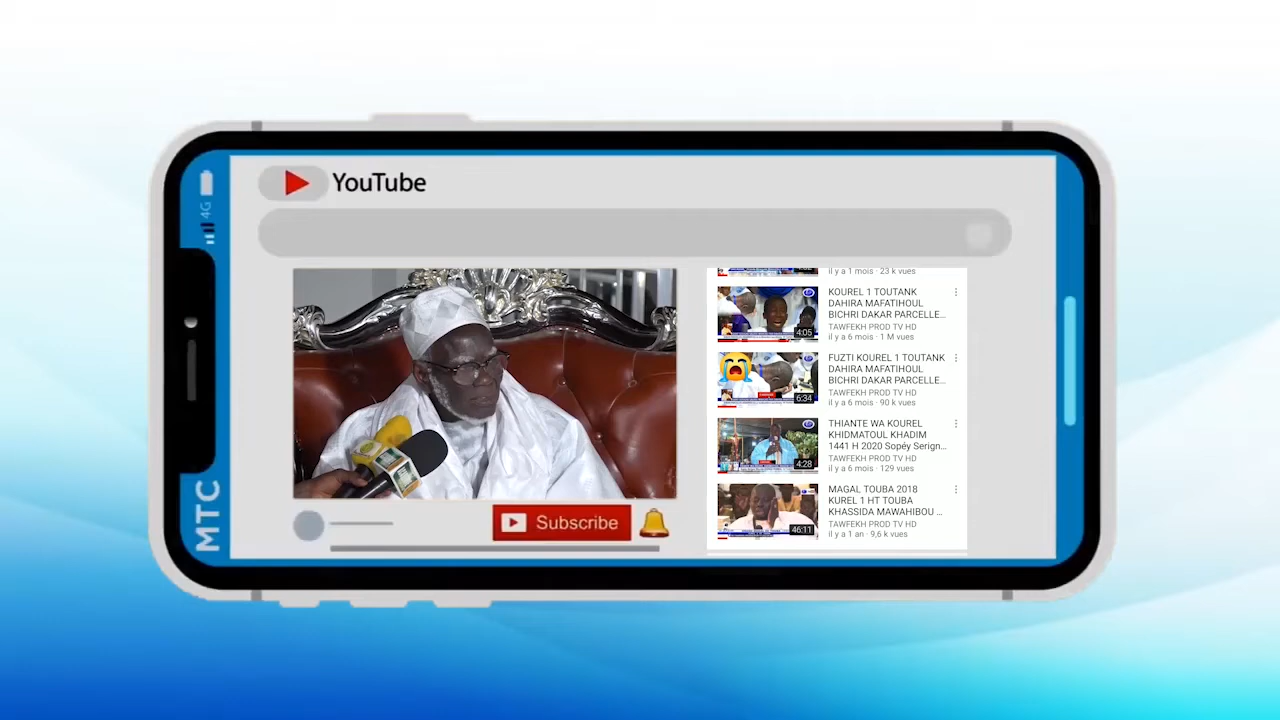 4G
MTC
YouTube
Subscribe
il y a 1 mois · 23 k vues
KOUREL 1 TOUTANK
DAHIRA MAFATIHOUL
BICHRI DAKAR PARCELLE...
TAWFEKH PROD TV HD
il y a 6 mois · 1 M vues
4:05
FUZTI KOUREL 1 TOUTANK
DAHIRA MAFATIHOUL
BICHRI DAKAR PARCELLE...
TAWFEKH PROD TV HD
il y a 6 mois · 90 k vues
6:34
THIANTE WA KOUREL
KHIDMATOUL KHADIM
1441 H 2020 Sopéy Serign...
TAWFEKH PROD TV HD
il y a 6 mois · 129 vues
4:28
MAGAL TOUBA 2018
KUREL 1 HT TOUBA
KHASSIDA MAWAHIBOU ...
TAWFEKH PROD TV HD
il y a 1 an · 9,6 k vues
46:11